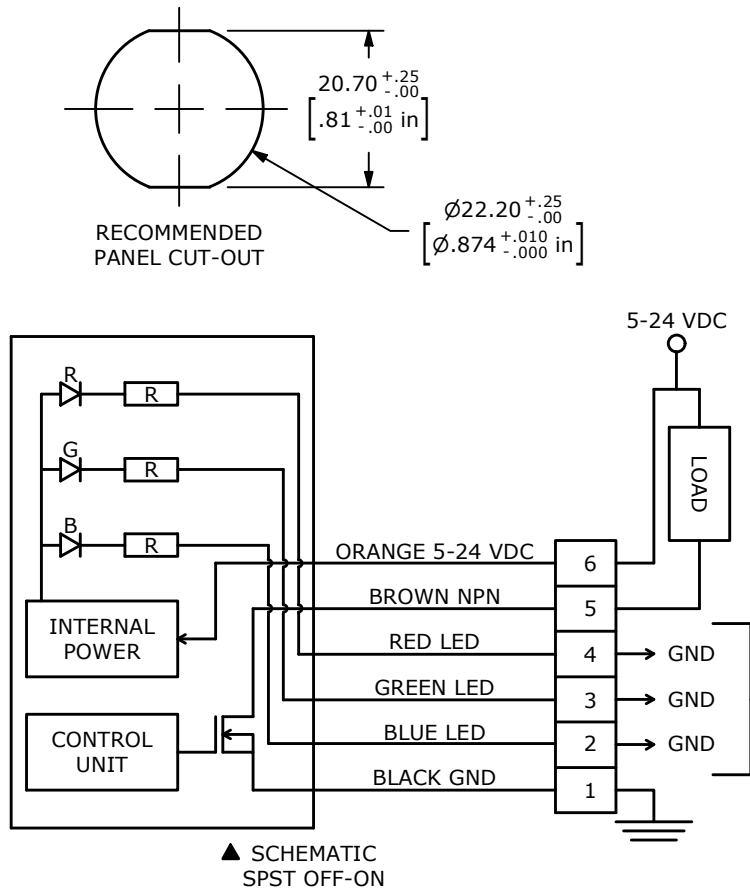 20.70 +.25 -.00
[.81 +.01 -.00 in]
Ø22.20 +.25 -.00
[Ø.874 +.010 -.000 in]
RECOMMENDED
PANEL CUT-OUT
5-24 VDC
R
R
G
R
B
R
LOAD
ORANGE 5-24 VDC
6
BROWN NPN
5
INTERNAL
POWER
RED LED
4
GND
GREEN LED
3
GND
CONTROL
UNIT
BLUE LED
2
GND
BLACK GND
1
▲ SCHEMATIC
SPST OFF-ON